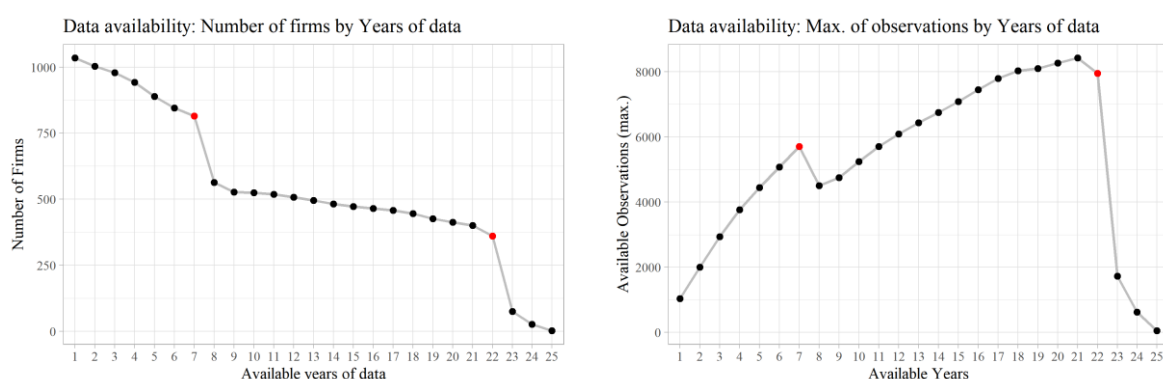 Data availability: Number of firms by Years of data
1000
750
500
250
0
Number of Firms
1 2 3 4 5 6 7 8 9 10 11 12 13 14 15 16 17 18 19 20 21 22 23 24 25
Available years of data
Data availability: Max. of observations by Years of data
8000
6000
4000
2000
0
Available Observations (max.)
1 2 3 4 5 6 7 8 9 10 11 12 13 14 15 16 17 18 19 20 21 22 23 24 25
Available Years